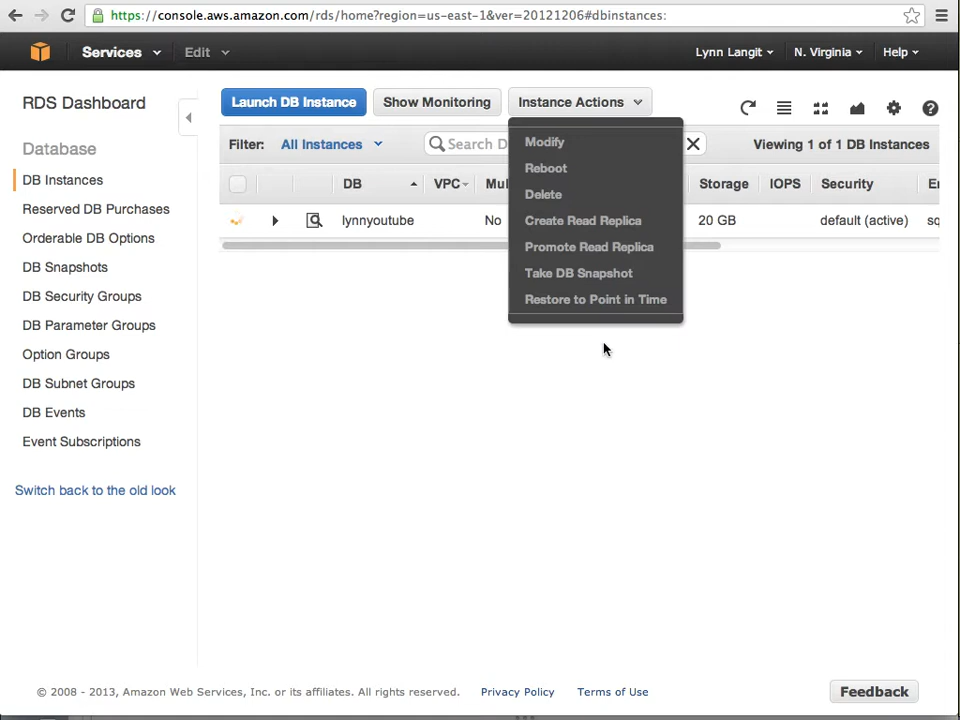 https://console.aws.amazon.com/rds/home?region=us-east-1&ver=20121206#dbinstances:
Services Edit Lynn Langit N. Virginia Help
RDS Dashboard
Launch DB Instance Show Monitoring Instance Actions
Database
DB Instances
Reserved DB Purchases
Orderable DB Options
DB Snapshots
DB Security Groups
DB Parameter Groups
Option Groups
DB Subnet Groups
DB Events
Event Subscriptions
Switch back to the old look
Filter: All Instances Search D Viewing 1 of 1 DB Instances
DB VPC Mul Storage IOPS Security En
lynnyoutube No 20 GB default (active) sq
Modify
Reboot
Delete
Create Read Replica
Promote Read Replica
Take DB Snapshot
Restore to Point in Time
© 2008 - 2013, Amazon Web Services, Inc. or its affiliates. All rights reserved. Privacy Policy Terms of Use Feedback